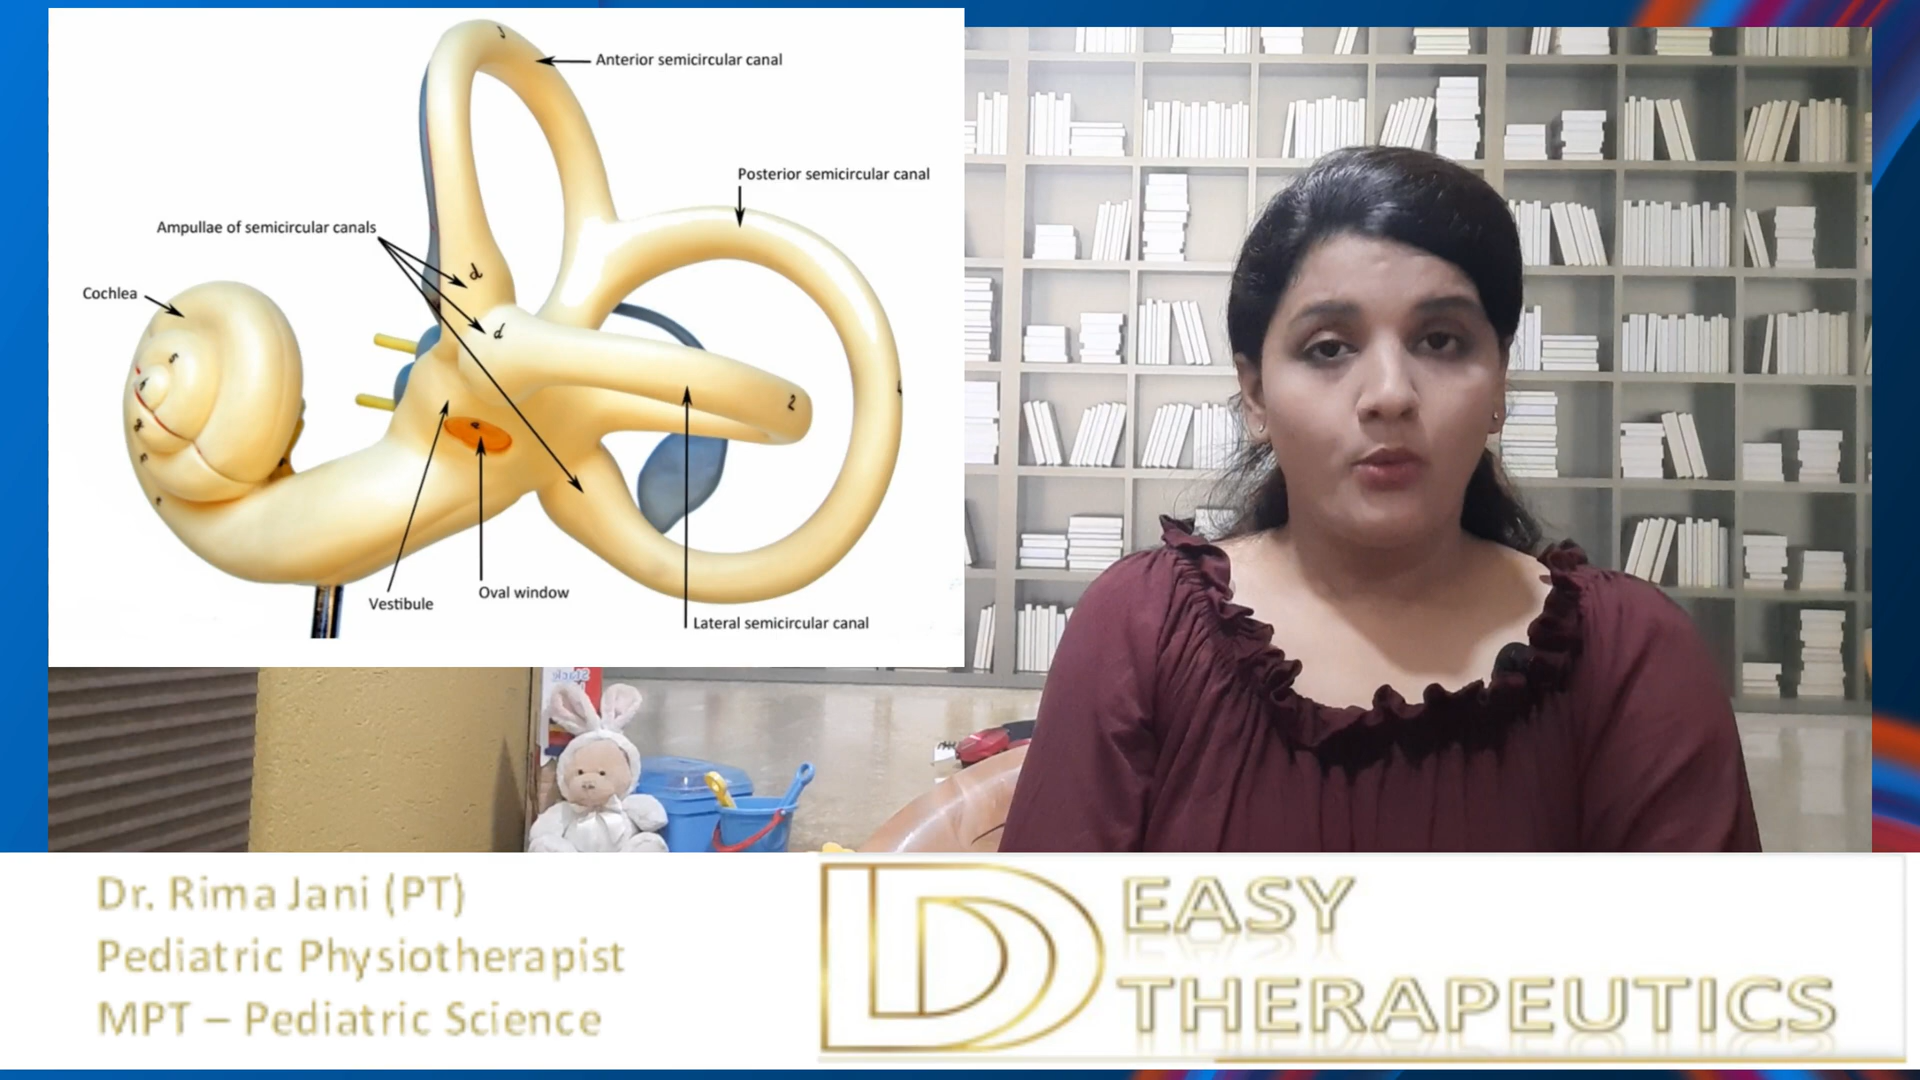 Anterior semicircular canal
Posterior semicircular canal
Ampullae of semicircular canals
Cochlea
d
d
2
Vestibule
Oval window
Lateral semicircular canal
Dr. Rima Jani (PT)
Pediatric Physiotherapist
MPT – Pediatric Science
EASY
THERAPEUTICS